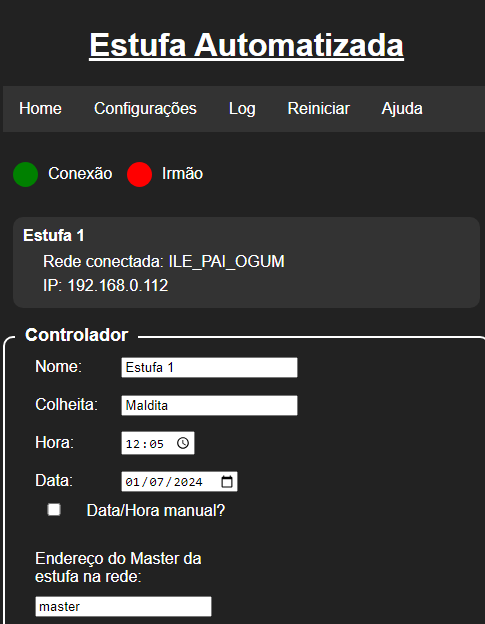 Estufa Automatizada
Home Configurações Log Reiniciar Ajuda
Conexão Irmão
Estufa 1
Rede conectada: ILE_PAI_OGUM
IP: 192.168.0.112
Controlador
Nome: Estufa 1
Colheita: Maldita
Hora: 12:05
Data: 01/07/2024
Data/Hora manual?
Endereço do Master da
estufa na rede:
master